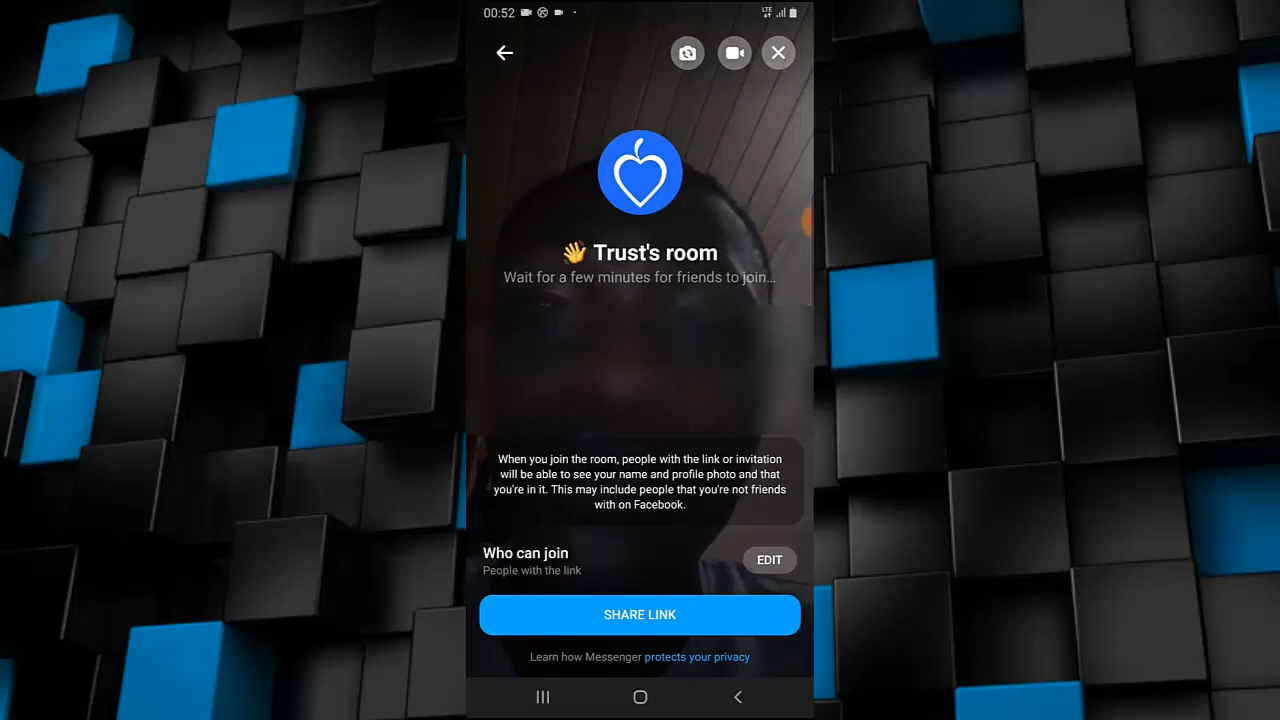 00:52
LTE
👋 Trust's room
Wait for a few minutes for friends to join...
When you join the room, people with the link or invitation
will be able to see your name and profile photo and that
you're in it. This may include people that you're not friends
with on Facebook.
Who can join
EDIT
People with the link
SHARE LINK
Learn how Messenger protects your privacy